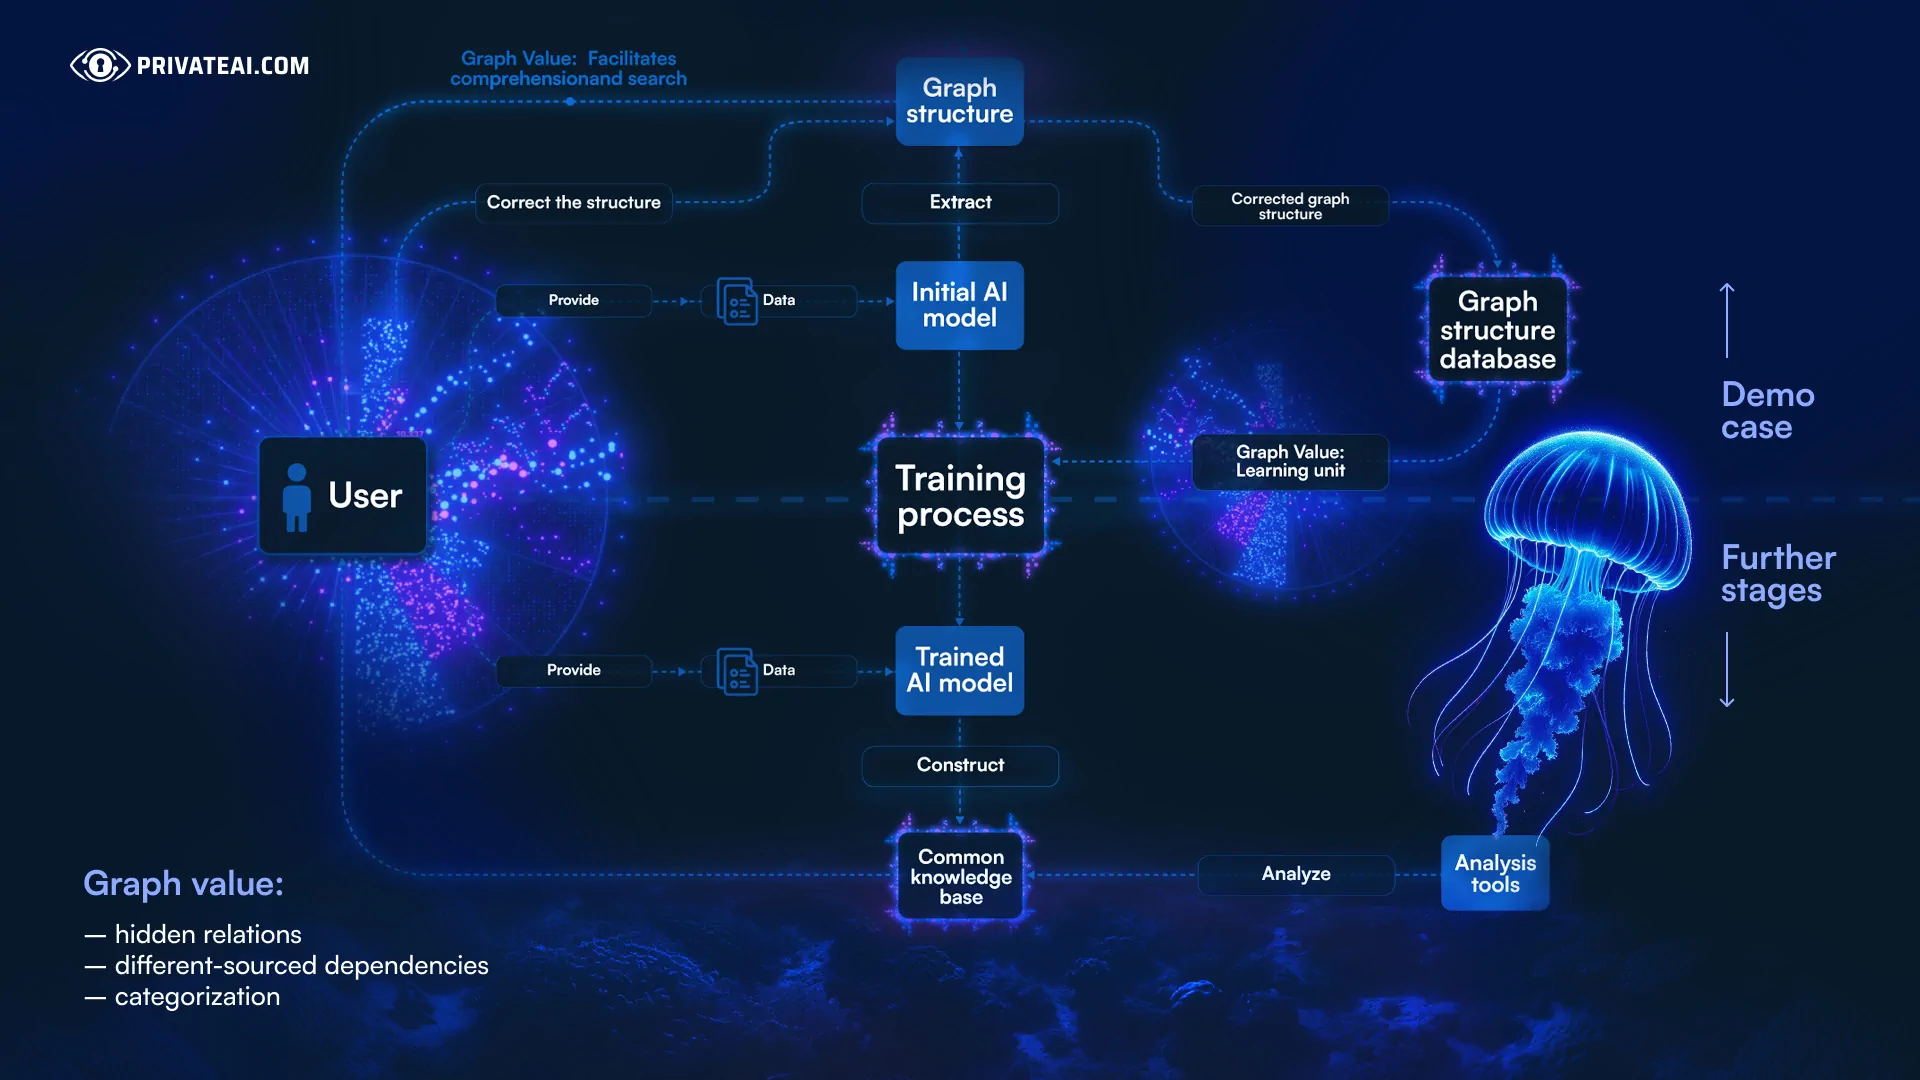 PRIVATEAI.COM
Graph Value:  Facilitates
comprehensionand search
Graph
structure
Correct the structure
Extract
Corrected graph
structure
Provide
Data
Initial AI
model
Graph
structure
database
Demo
case
User
Training
process
Graph Value:
Learning unit
Further
stages
Provide
Data
Trained
AI model
Construct
Common
knowledge
base
Analyze
Analysis
tools
Graph value:
— hidden relations
— different-sourced dependencies
— categorization